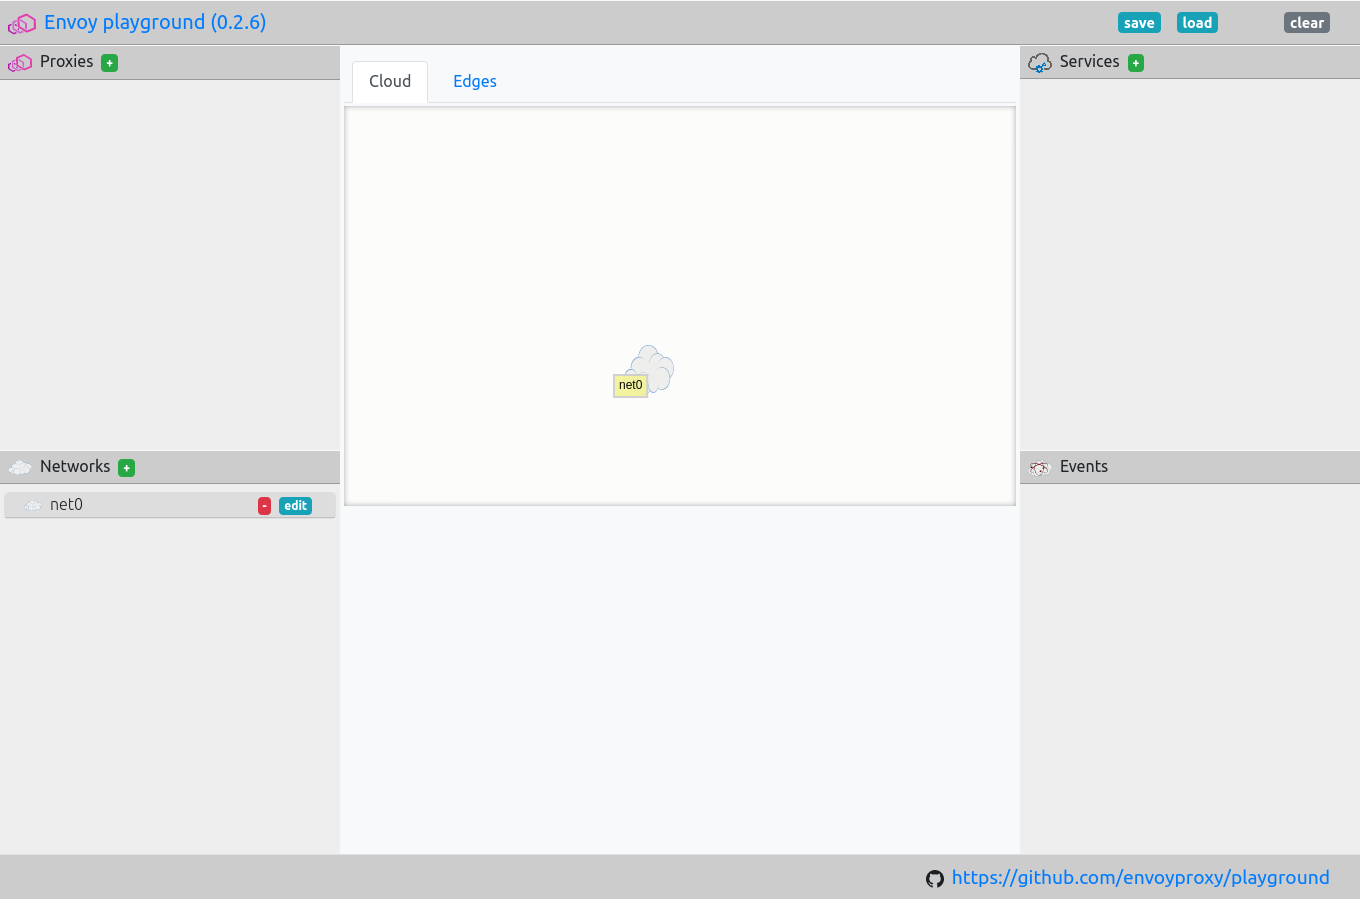 Envoy playground (0.2.6)
save
load
clear
Proxies +
Cloud
Edges
Services +
net0
Networks +
net0
-
edit
Events
https://github.com/envoyproxy/playground